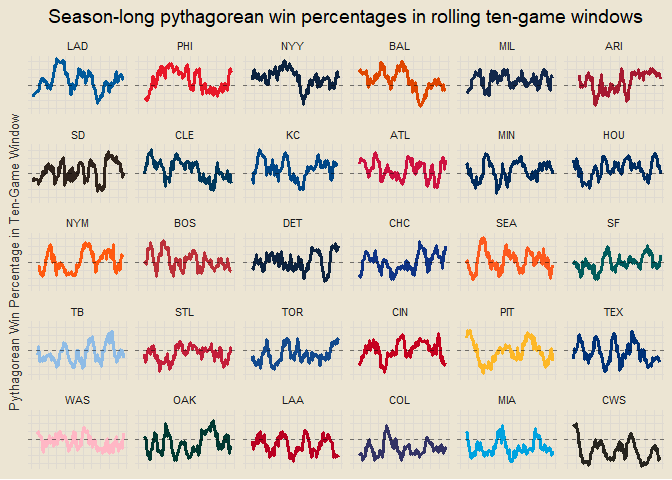 Season-long pythagorean win percentages in rolling ten-game windows
Pythagorean Win Percentage in Ten-Game Window
LAD PHI NYY BAL MIL ARI
SD CLE KC ATL MIN HOU
NYM BOS DET CHC SEA SF
TB STL TOR CIN PIT TEX
WAS OAK LAA COL MIA CWS